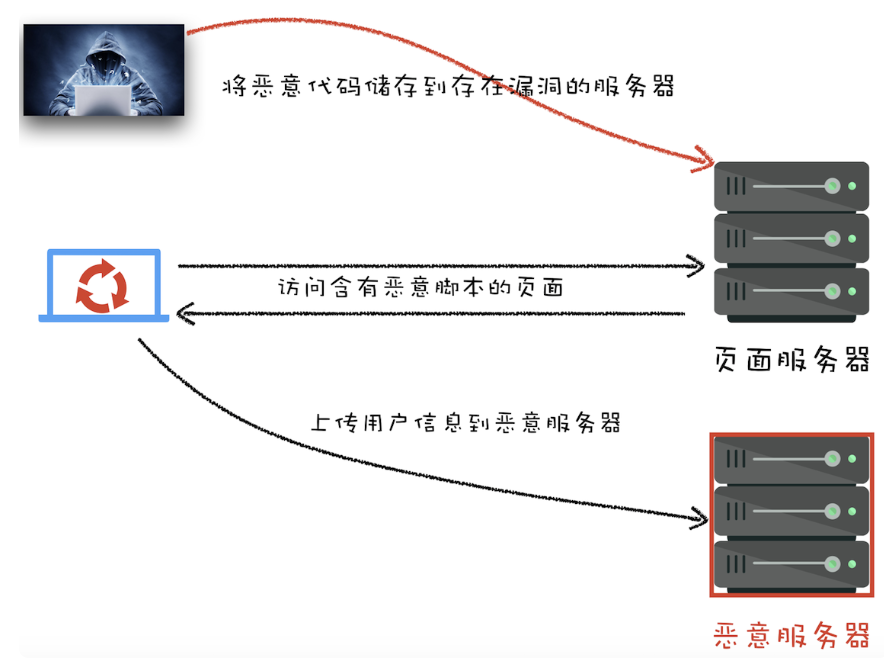 将恶意代码储存到存在漏洞的服务器
访问含有恶意脚本的页面
页面服务器
上传用户信息到恶意服务器
恶意服务器